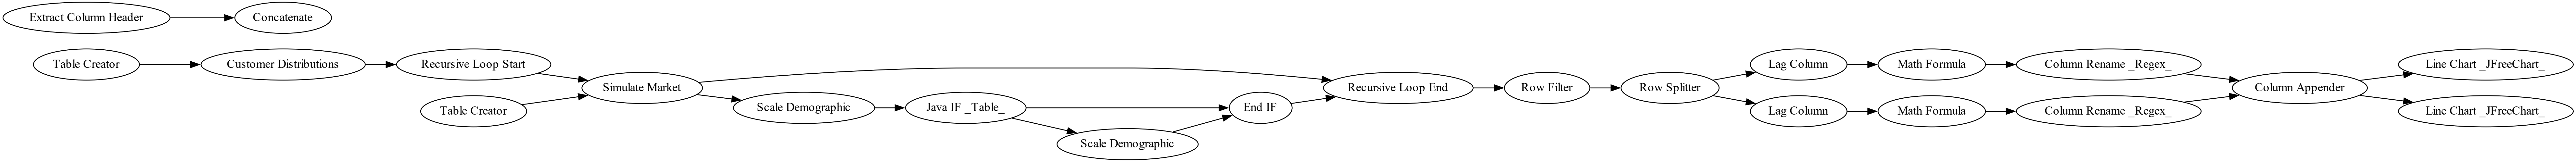 Extract Column Header
Concatenate
Table Creator
Customer Distributions
Recursive Loop Start
Table Creator
Simulate Market
Scale Demographic
Java IF _Table_
Scale Demographic
End IF
Recursive Loop End
Row Filter
Row Splitter
Lag Column
Math Formula
Column Rename _Regex_
Lag Column
Math Formula
Column Rename _Regex_
Column Appender
Line Chart _JFreeChart_
Line Chart _JFreeChart_